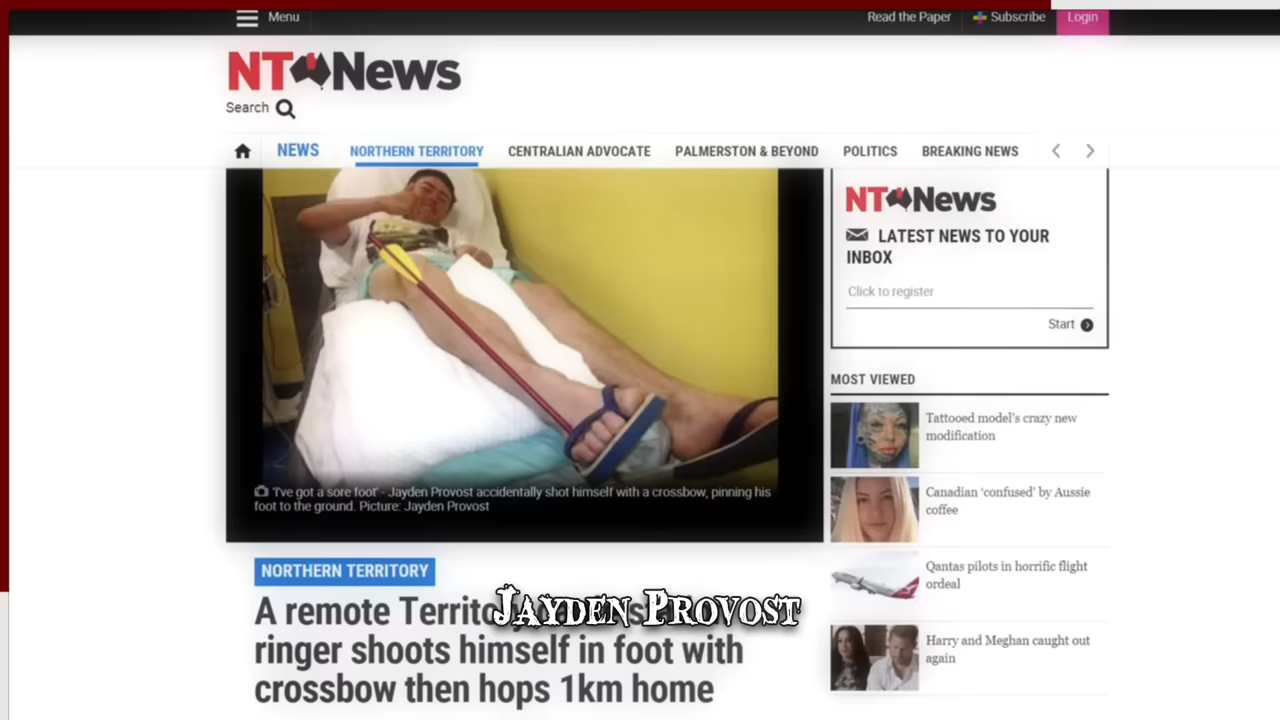 Menu
Read the Paper
Subscribe
Login
NT News
Search
NEWS
NORTHERN TERRITORY
CENTRALIAN ADVOCATE
PALMERSTON & BEYOND
POLITICS
BREAKING NEWS
'I've got a sore foot' - Jayden Provost accidentally shot himself with a crossbow, pinning his
foot to the ground. Picture: Jayden Provost
NORTHERN TERRITORY
A remote
JAYDEN PROVOST
ringer shoots himself in foot with
crossbow then hops 1km home
NT News
LATEST NEWS TO YOUR
INBOX
Click to register
Start
MOST VIEWED
Tattooed model's crazy new
modification
Canadian 'confused' by Aussie
coffee
Qantas pilots in horrific flight
ordeal
Harry and Meghan caught out
again